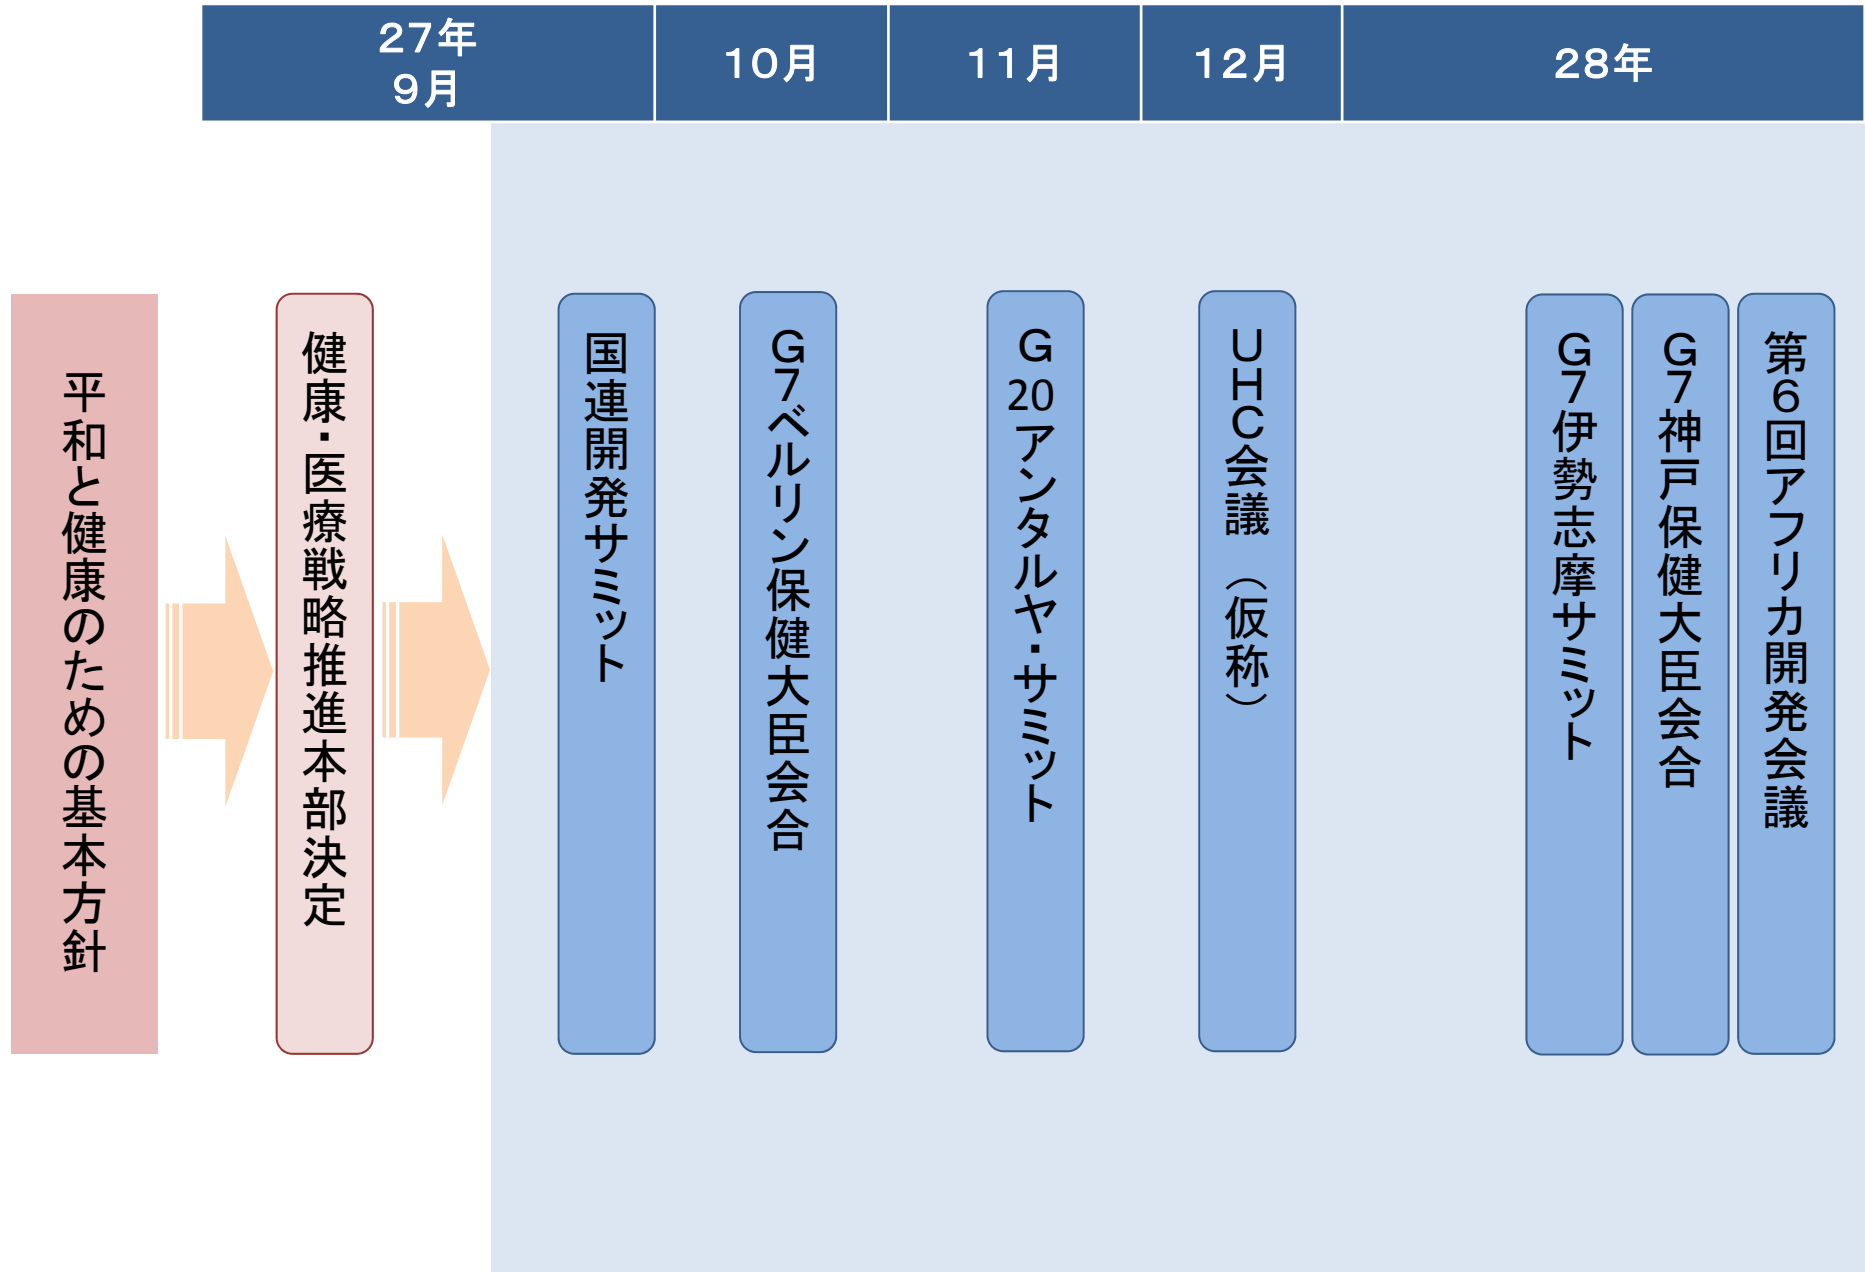 27年
９月
１０月
１１月
１２月
28年
平和と健康のための基本方針
健康・医療戦略推進本部決定
国連開発サミット
Ｇ７ベルリン保健大臣会合
Ｇ20アンタルヤ・サミット
ＵＨＣ会議（仮称）
Ｇ７伊勢志摩サミット
Ｇ７神戸保健大臣会合
第６回アフリカ開発会議